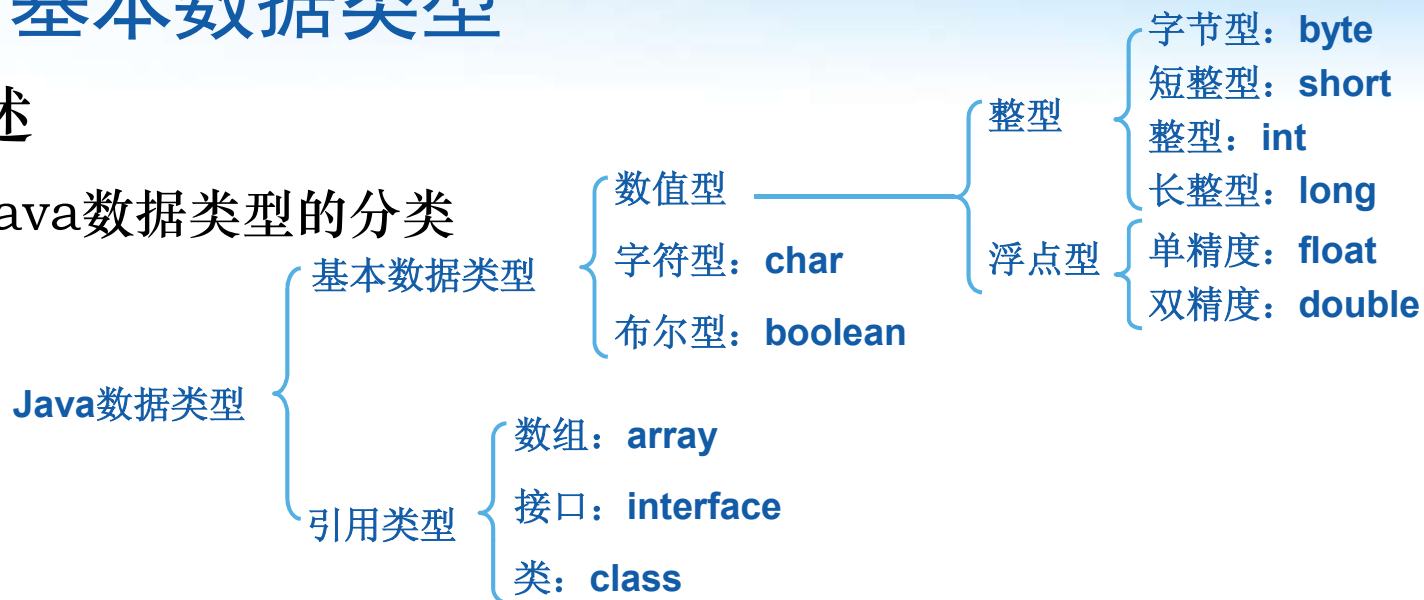 基本数据类型
述
ava数据类型的分类
Java数据类型
基本数据类型
数值型
整型
字节型：byte
短整型：short
整型：int
长整型：long
浮点型
单精度：float
双精度：double
字符型：char
布尔型：boolean
引用类型
数组：array
接口：interface
类：class